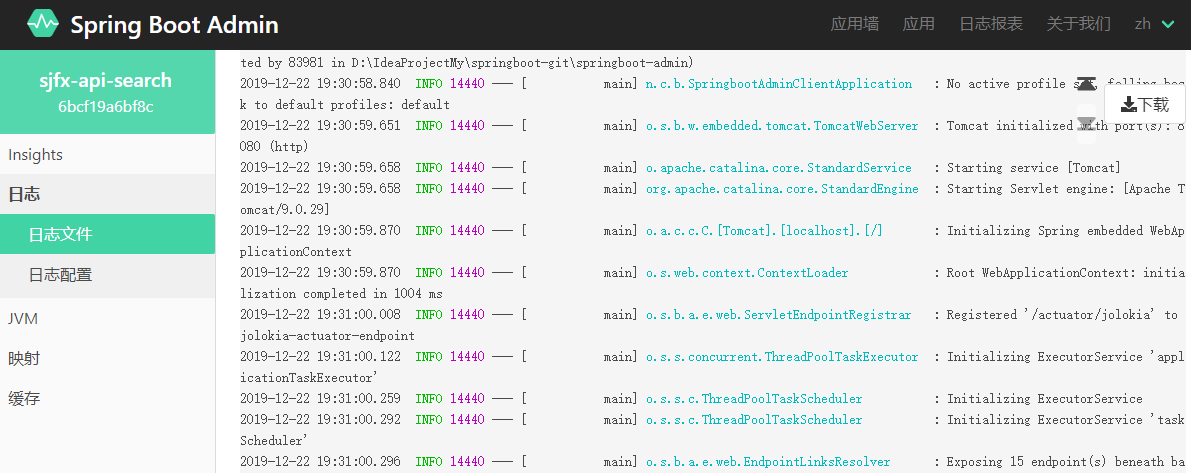 Spring Boot Admin
应用墙 应用 日志报表 关于我们 zh
sjfx-api-search
6bcf19a6bf8c
Insights
日志
日志文件
日志配置
JVM
映射
缓存
下载
ted by 83981 in D:\IdeaProjectMy\springboot-git\springboot-admin)
2019-12-22 19:30:58.840 INFO 14440 --- [ main] n.c.b.SpringbootAdminClientApplication : No active profile falling bac
k to default profiles: default
2019-12-22 19:30:59.651 INFO 14440 --- [ main] o.s.b.w.embedded.tomcat.TomcatWebServer : Tomcat initialized with port(s): 8
080 (http)
2019-12-22 19:30:59.658 INFO 14440 --- [ main] o.apache.catalina.core.StandardService : Starting service [Tomcat]
2019-12-22 19:30:59.658 INFO 14440 --- [ main] org.apache.catalina.core.StandardEngine : Starting Servlet engine: [Apache T
omcat/9.0.29]
2019-12-22 19:30:59.870 INFO 14440 --- [ main] o.a.c.c.C.[Tomcat].[localhost].[/] : Initializing Spring embedded WebAp
plicationContext
2019-12-22 19:30:59.870 INFO 14440 --- [ main] o.s.web.context.ContextLoader : Root WebApplicationContext: initia
lization completed in 1004 ms
2019-12-22 19:31:00.008 INFO 14440 --- [ main] o.s.b.a.e.web.ServletEndpointRegistrar : Registered '/actuator/jolokia' to
jolokia-actuator-endpoint
2019-12-22 19:31:00.122 INFO 14440 --- [ main] o.s.s.concurrent.ThreadPoolTaskExecutor : Initializing ExecutorService 'appl
icationTaskExecutor'
2019-12-22 19:31:00.259 INFO 14440 --- [ main] o.s.s.c.ThreadPoolTaskScheduler : Initializing ExecutorService
2019-12-22 19:31:00.292 INFO 14440 --- [ main] o.s.s.c.ThreadPoolTaskScheduler : Initializing ExecutorService 'task
Scheduler'
2019-12-22 19:31:00.296 INFO 14440 --- [ main] o.s.b.a.e.web.EndpointLinksResolver : Exposing 15 endpoint(s) beneath ba